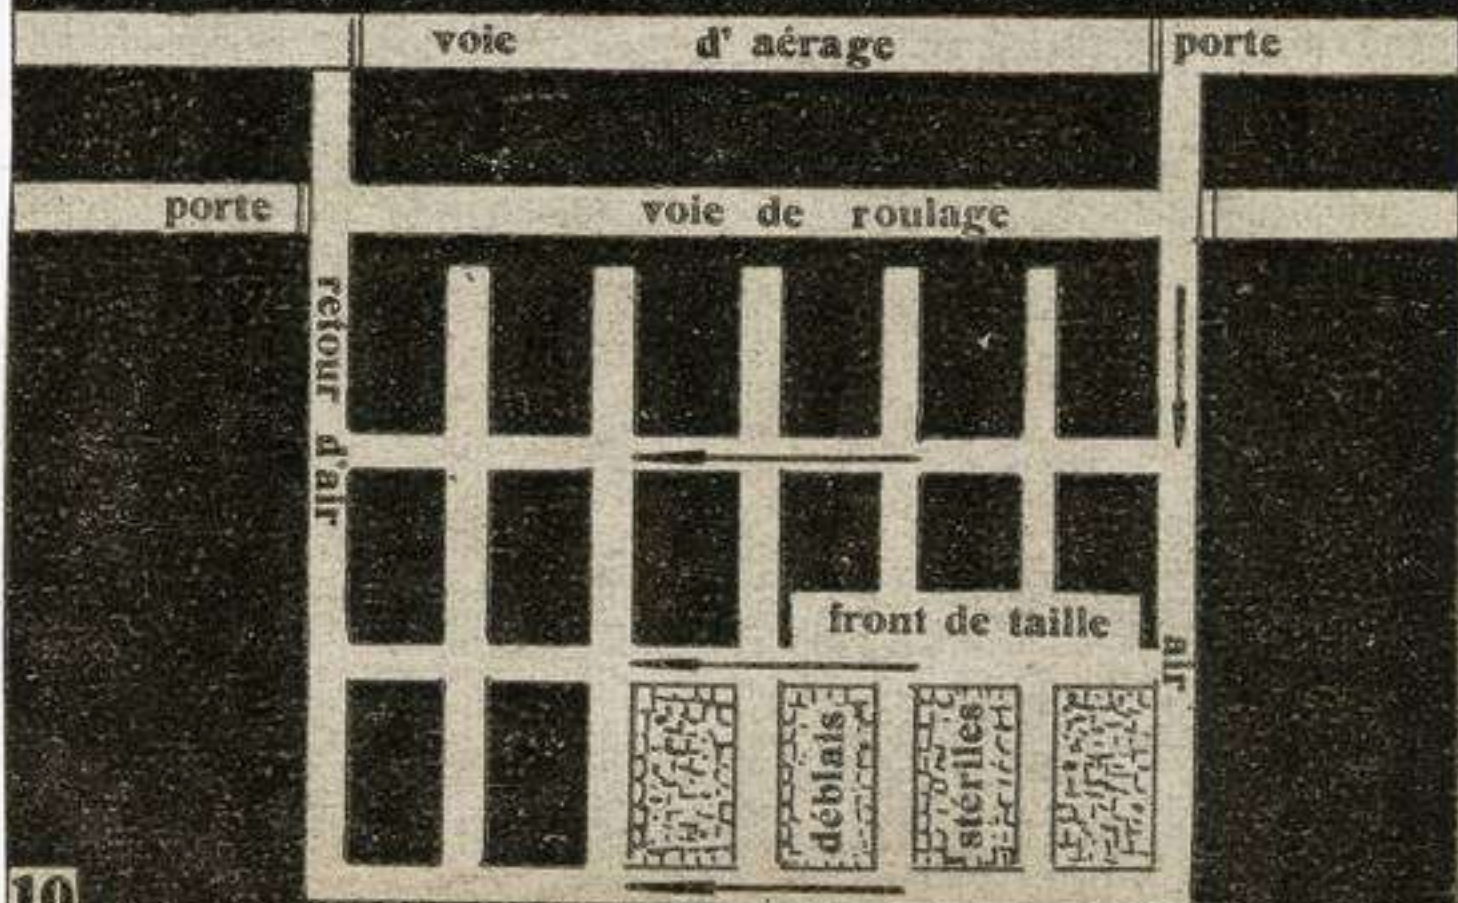 voie d' aérage porte
porte voie de roulage
retour d'air
front de taille
air
déblais
stériles
10